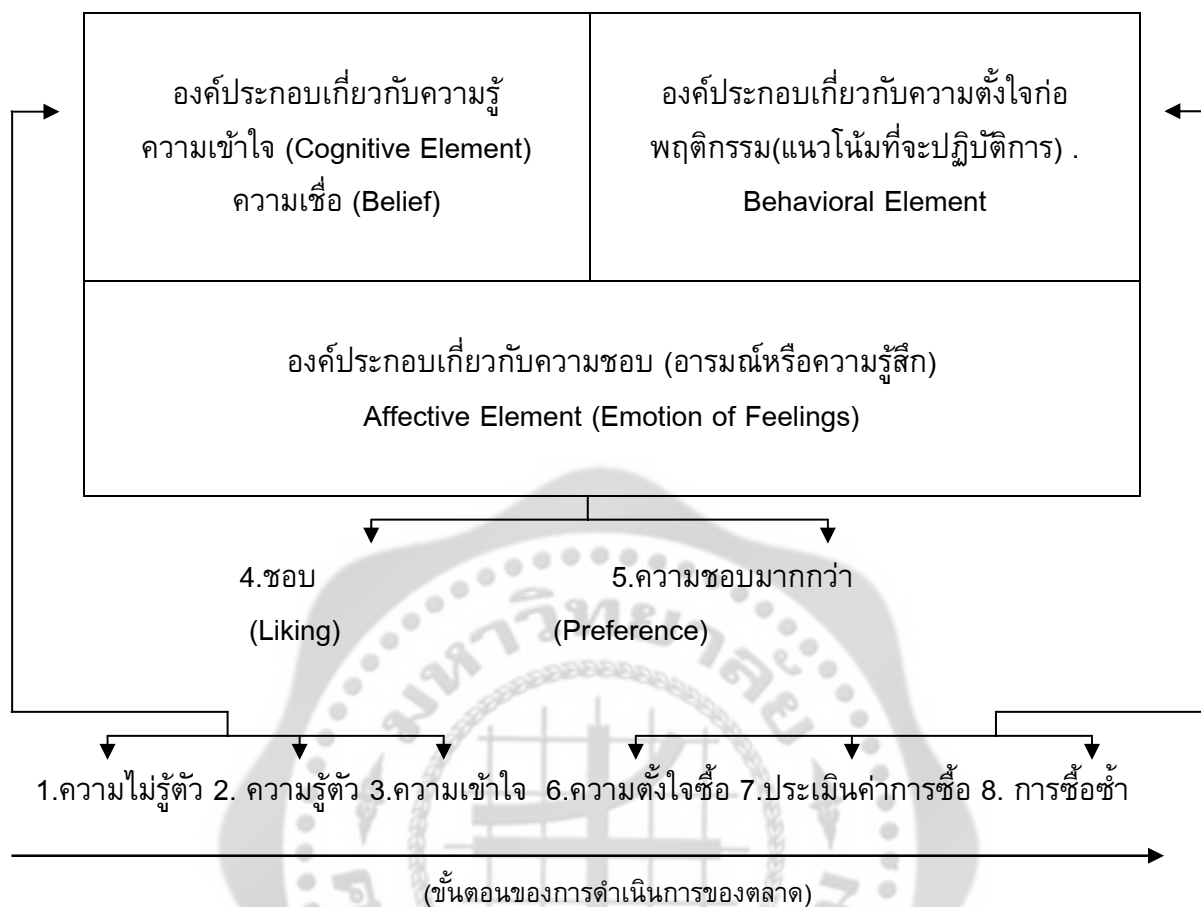 องค์ประกอบเกี่ยวกับความรู้
ความเข้าใจ (Cognitive Element)
ความเชื่อ (Belief)
องค์ประกอบเกี่ยวกับความตั้งใจก่อ
พฤติกรรม(แนวโน้มที่จะปฏิบัติการ) .
Behavioral Element
องค์ประกอบเกี่ยวกับความชอบ (อารมณ์หรือความรู้สึก)
Affective Element (Emotion of Feelings)
4.ชอบ
(Liking)
5.ความชอบมากกว่า
(Preference)
มหาวิทยาลัย
1.ความไม่รู้ตัว 2. ความรู้ตัว 3.ความเข้าใจ 6.ความตั้งใจซื้อ 7.ประเมินค่าการซื้อ 8. การซื้อซ้ำ
(ขั้นตอนของการดำเนินการของตลาด)